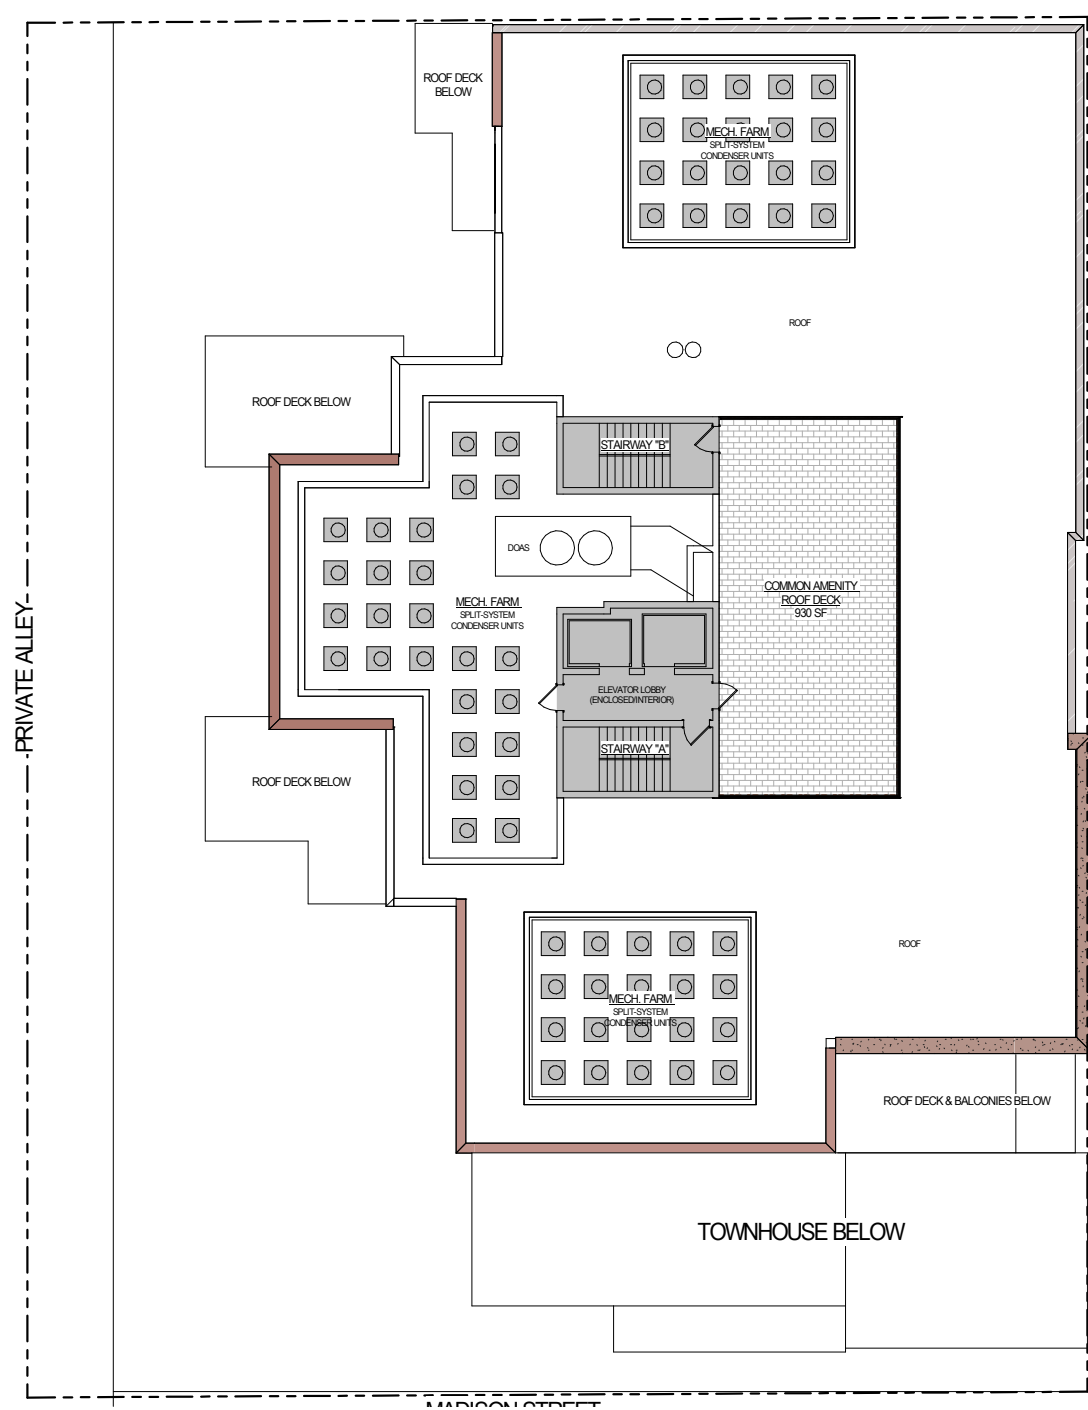 ROOF DECK
BELOW
MECH. FARM
SPLIT-SYSTEM
CONDENSER UNITS
ROOF
ROOF DECK BELOW
STAIRWAY "B"
DOAS
COMMON AMENITY
ROOF DECK
930 SF
MECH. FARM
SPLIT-SYSTEM
CONDENSER UNITS
PRIVATE ALLEY
ELEVATOR LOBBY
(ENCLOSED/INTERIOR)
STAIRWAY "A"
ROOF DECK BELOW
ROOF
MECH. FARM
SPLIT-SYSTEM
CONDENSER UNITS
ROOF DECK & BALCONIES BELOW
TOWNHOUSE BELOW
MADISON STREET